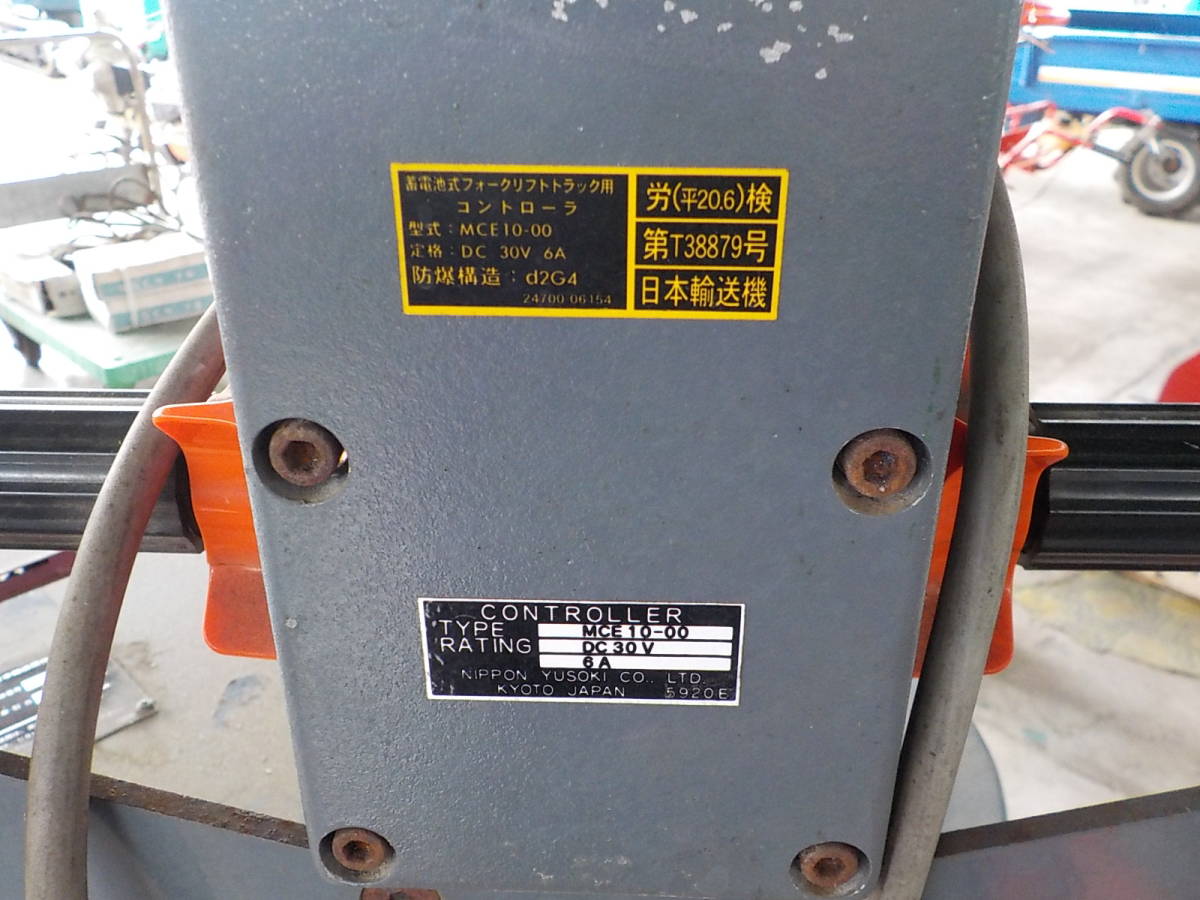 蓄電池式フォークリフトトラック用
コントローラ
型式:MCE10-00
定格:DC 30V 6A
防爆構造:d2G4
24700 06154
労(平20.6)検
第T38879号
日本輸送機
CONTROLLER
TYPE MCE10-00
RATING DC 30V
6A
NIPPON YUSOKI CO., LTD.
KYOTO JAPAN 5920E